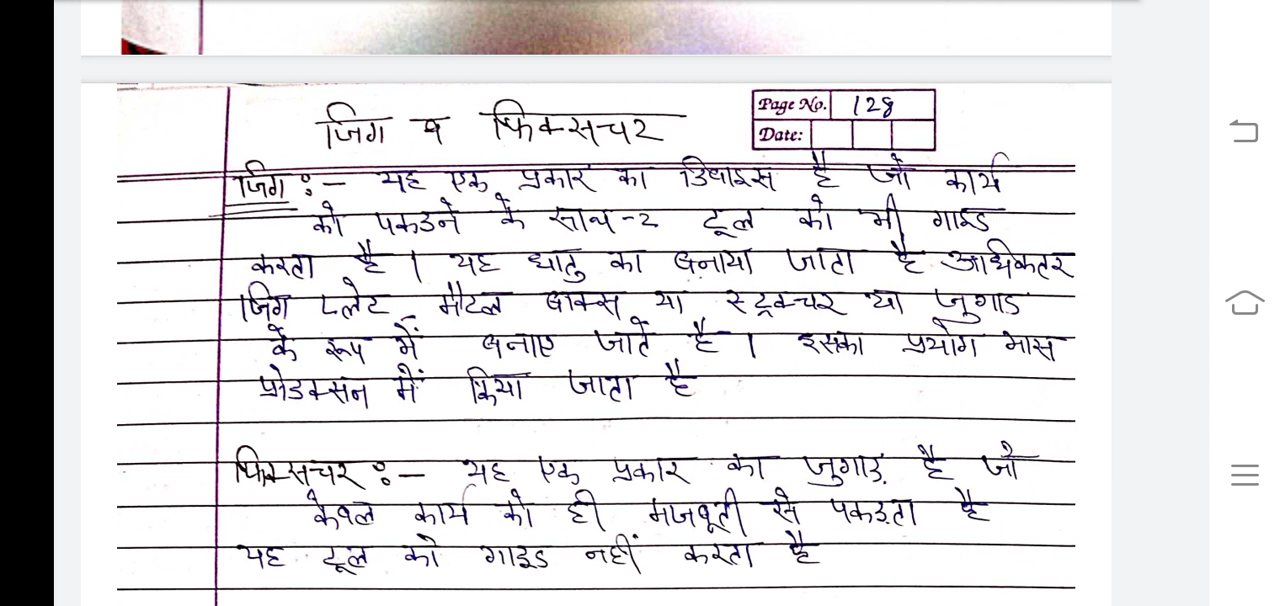 Page No. 128
जिग व फिक्सचर
Date:
जिग :- यह एक प्रकार का डिवाइस है जो कार्य
को पकडने के साथ-2 टूल को भी गाइड
करता है । यह धातु का बनाया जाता है अधिकतर
जिग प्लेट मैटल बाक्स या स्ट्रक्चर या जुगाड
के रूप में बनाए जाते है । इसका प्रयोग मास
प्रोडक्सन में किया जाता है
फिक्सचर :- यह एक प्रकार का जुगाड़ है जो
केवल कार्य को ही मजबूती से पकड़ता है
यह टूल को गाइड नहीं करता है